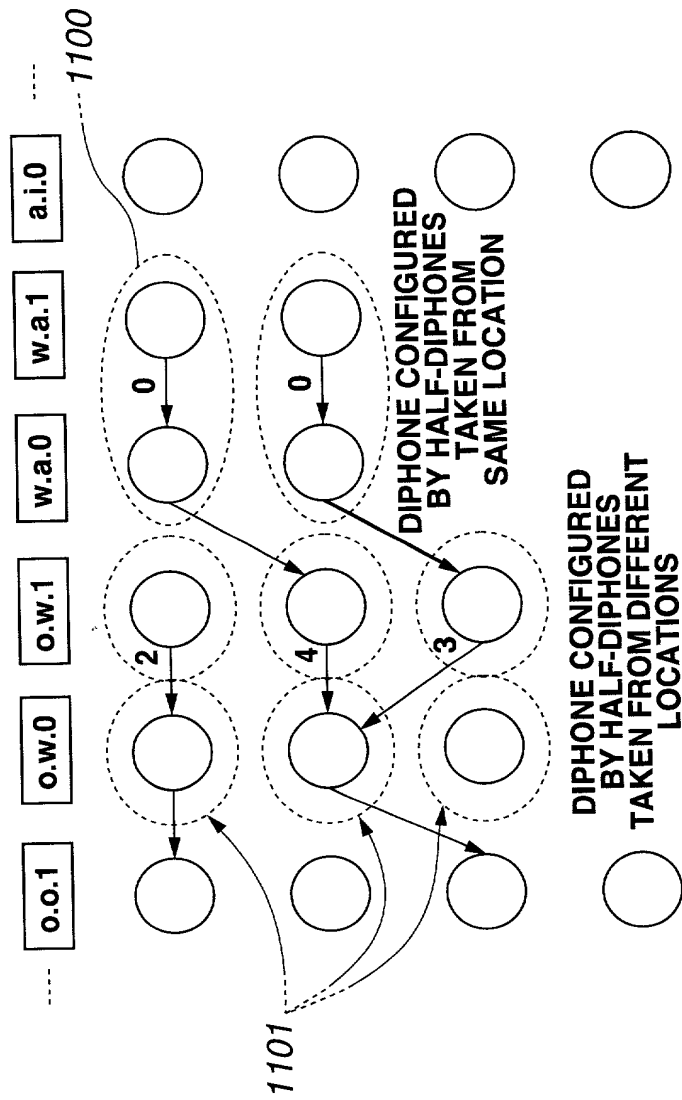 1100
a.i.0
w.a.1
w.a.0
o.w.1
o.w.0
o.o.1
0
0
2
4
3
DIPHONE CONFIGURED
BY HALF-DIPHONES
TAKEN FROM
SAME LOCATION
DIPHONE CONFIGURED
BY HALF-DIPHONES
TAKEN FROM DIFFERENT
LOCATIONS
1101